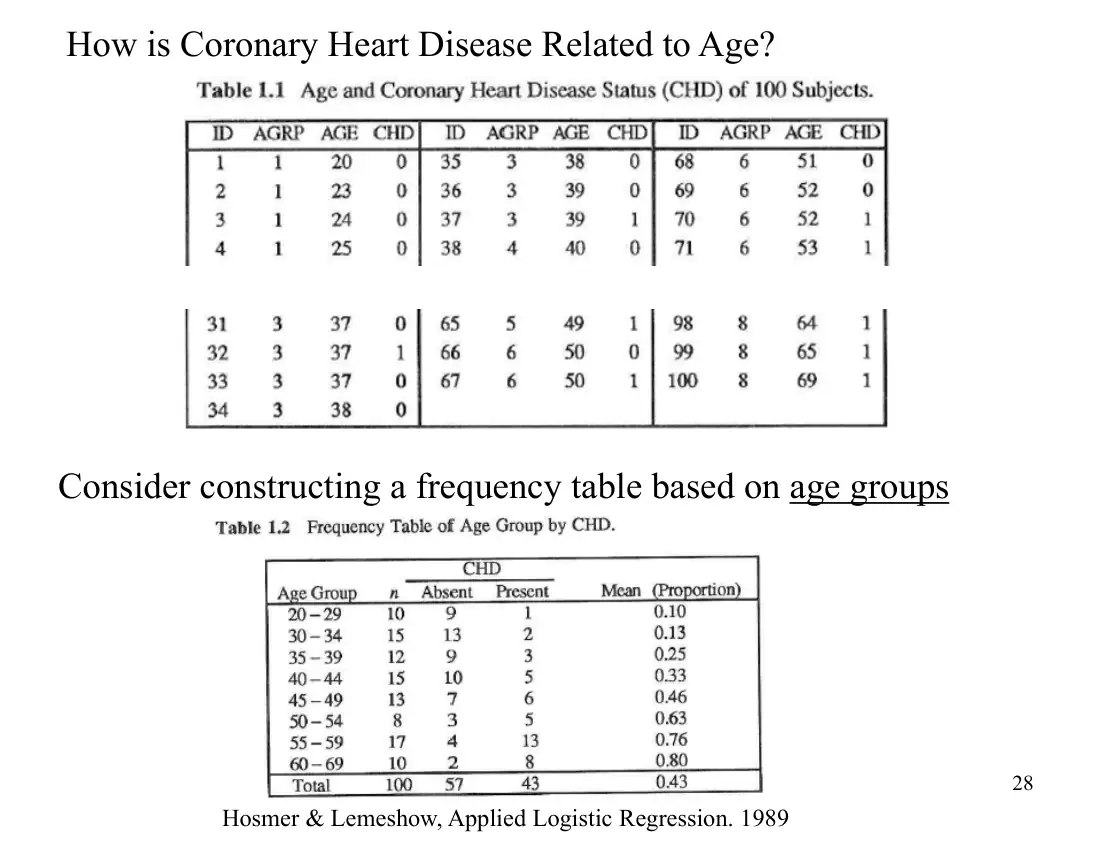 How is Coronary Heart Disease Related to Age?
Table 1.1 Age and Coronary Heart Disease Status (CHD) of 100 Subjects.
ID AGRP AGE CHD ID AGRP AGE CHD ID AGRP AGE CHD
1 1 20 0 35 3 38 0 68 6 51 0
2 1 23 0 36 3 39 0 69 6 52 0
3 1 24 0 37 3 39 1 70 6 52 1
4 1 25 0 38 4 40 0 71 6 53 1
31 3 37 0 65 5 49 1 98 8 64 1
32 3 37 1 66 6 50 0 99 8 65 1
33 3 37 0 67 6 50 1 100 8 69 1
34 3 38 0
Consider constructing a frequency table based on age groups
Table 1.2 Frequency Table of Age Group by CHD.
CHD
Age Group n Absent Present Mean (Proportion)
20 – 29 10 9 1 0.10
30 – 34 15 13 2 0.13
35 – 39 12 9 3 0.25
40 – 44 15 10 5 0.33
45 – 49 13 7 6 0.46
50 – 54 8 3 5 0.63
55 – 59 17 4 13 0.76
60 – 69 10 2 8 0.80
Total 100 57 43 0.43
28
Hosmer & Lemeshow, Applied Logistic Regression. 1989